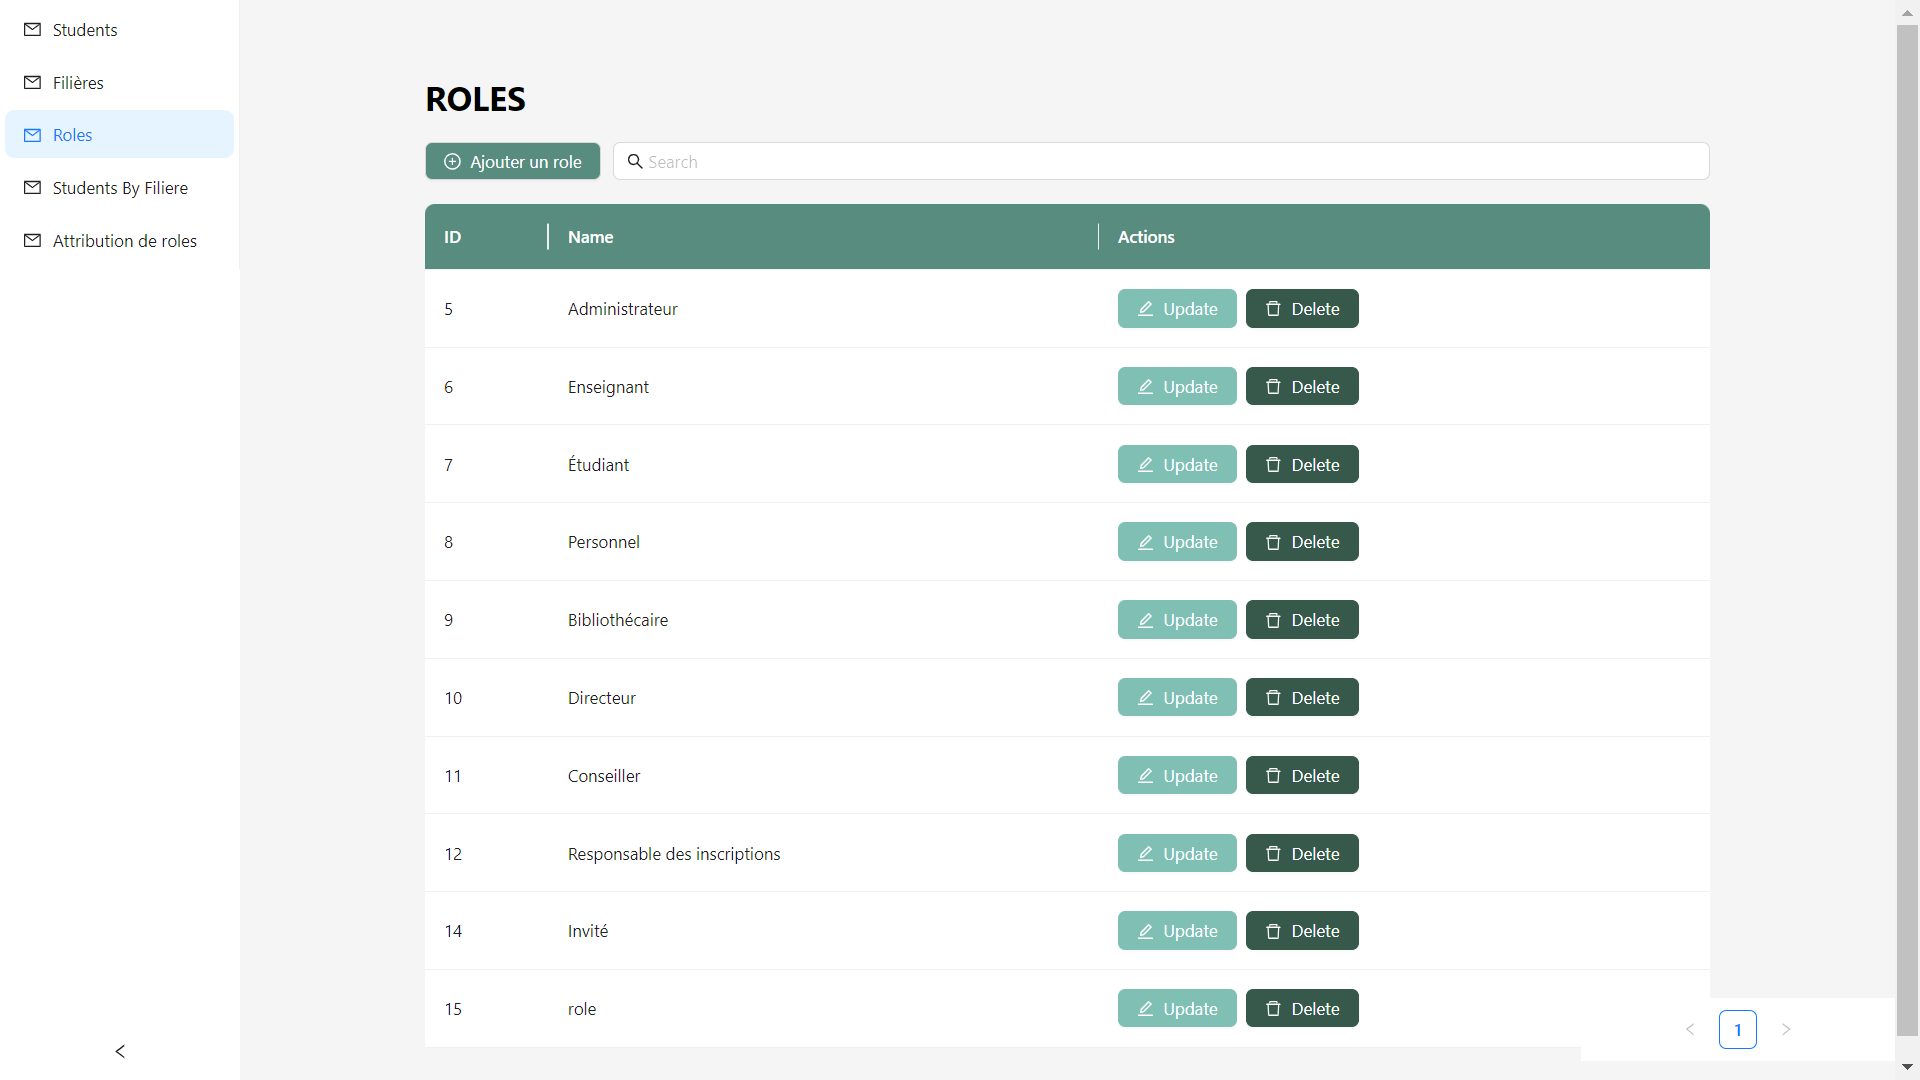 Students
Filières
Roles
Students By Filiere
Attribution de roles
ROLES
Ajouter un role
Search
ID Name Actions
5 Administrateur Update Delete
6 Enseignant Update Delete
7 Étudiant Update Delete
8 Personnel Update Delete
9 Bibliothécaire Update Delete
10 Directeur Update Delete
11 Conseiller Update Delete
12 Responsable des inscriptions Update Delete
14 Invité Update Delete
15 role Update Delete
1